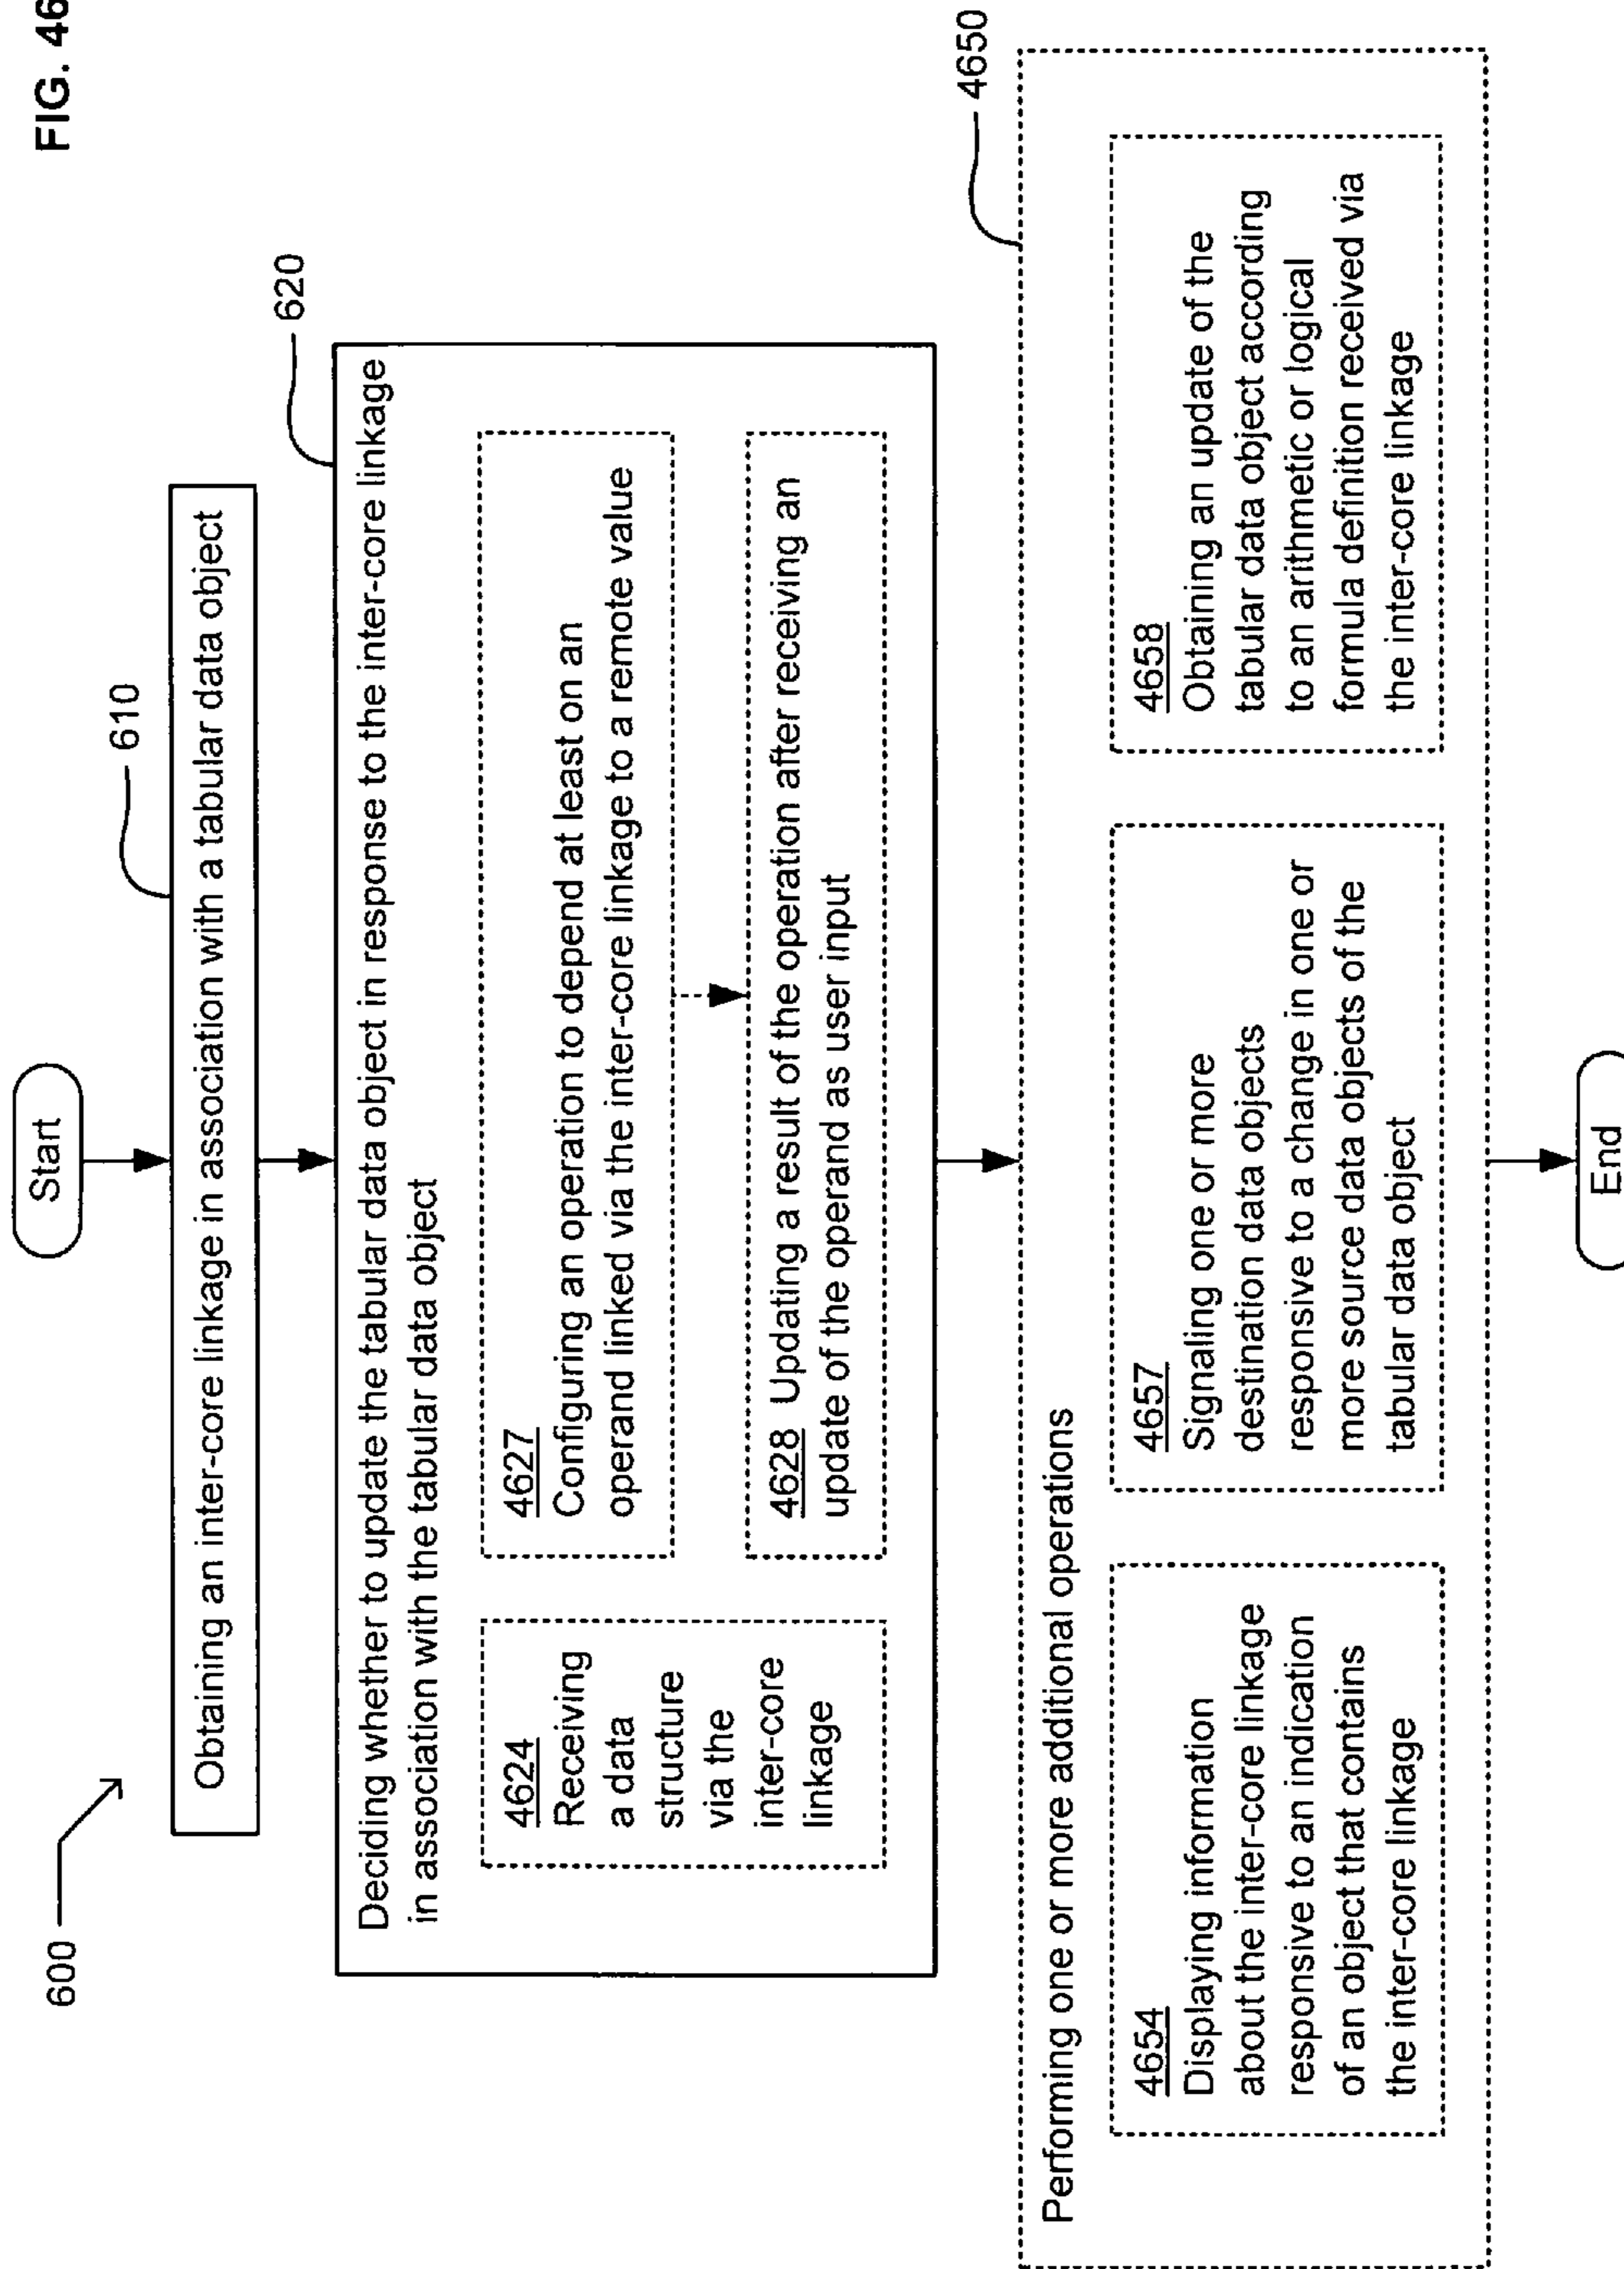 FIG. 46
600
Start
610
Obtaining an inter-core linkage in association with a tabular data object
620
Deciding whether to update the tabular data object in response to the inter-core linkage
in association with the tabular data object
4624
Receiving
a data
structure
via the
inter-core
linkage
4627
Configuring an operation to depend at least on an
operand linked via the inter-core linkage to a remote value
4628 Updating a result of the operation after receiving an
update of the operand as user input
4650
Performing one or more additional operations
4654
Displaying information
about the inter-core linkage
responsive to an indication
of an object that contains
the inter-core linkage
4657
Signaling one or more
destination data objects
responsive to a change in one or
more source data objects of the
tabular data object
4658
Obtaining an update of the
tabular data object according
to an arithmetic or logical
formula definition received via
the inter-core linkage
End